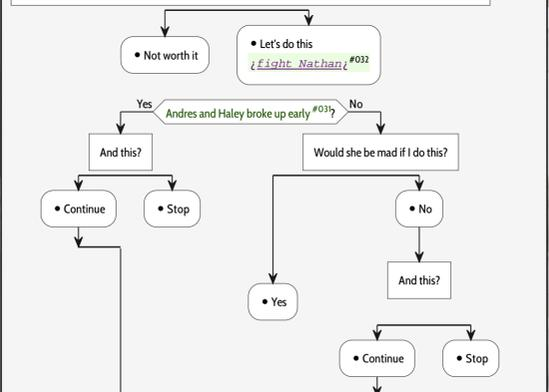 • Not worth it
• Let's do this
¿fight Nathan¿ #032
Yes
Andres and Haley broke up early #031?
No
And this?
Would she be mad if I do this?
• Continue
• Stop
• No
And this?
• Yes
• Continue
• Stop